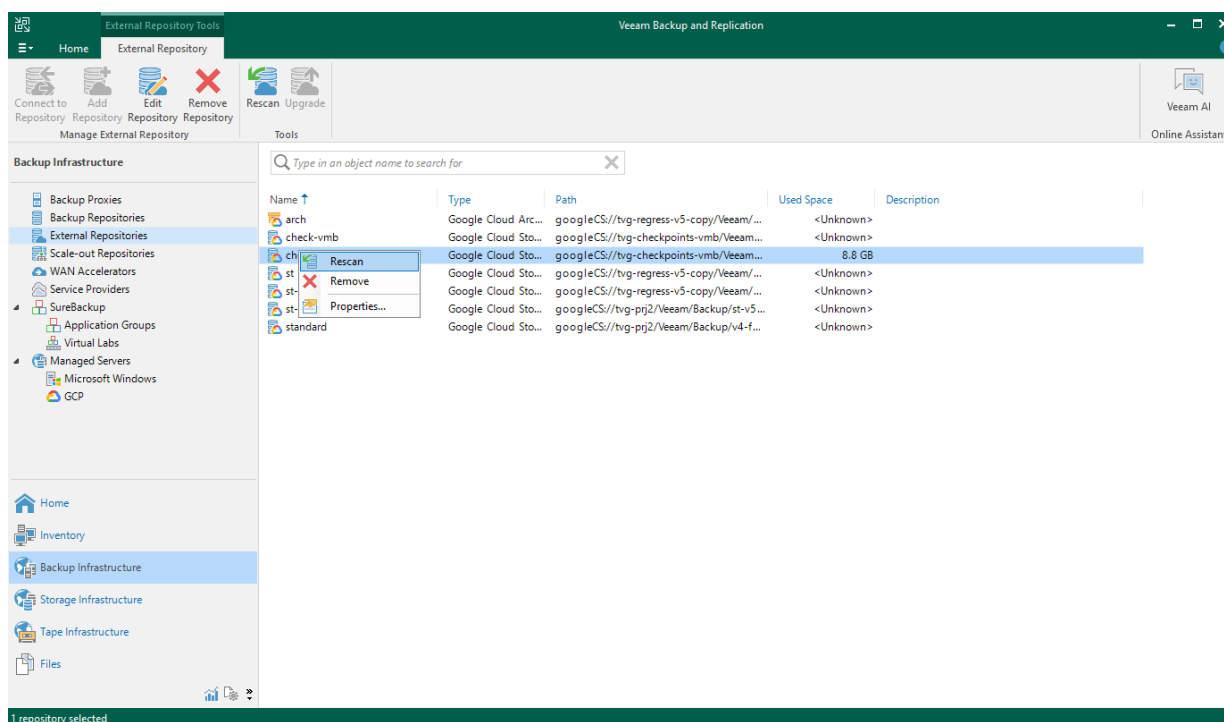 External Repository Tools
Veeam Backup and Replication
Home External Repository
Connect to Repository
Add Repository
Edit Repository
Remove Repository
Manage External Repository
Rescan Upgrade
Tools
Veeam AI
Online Assistan
Backup Infrastructure
Type in an object name to search for
Backup Proxies
Backup Repositories
External Repositories
Scale-out Repositories
WAN Accelerators
Service Providers
SureBackup
Application Groups
Virtual Labs
Managed Servers
Microsoft Windows
GCP
Name Type Path Used Space Description
arch Google Cloud Arc... googleCS://tvg-regress-v5-copy/Veeam/... <Unknown>
check-vmb Google Cloud Sto... googleCS://tvg-checkpoints-vmb/Veeam... <Unknown>
ch Google Cloud Sto... googleCS://tvg-checkpoints-vmb/Veeam... 8.8 GB
st Google Cloud Sto... googleCS://tvg-regress-v5-copy/Veeam/... <Unknown>
st- Google Cloud Sto... googleCS://tvg-regress-v5-copy/Veeam/... <Unknown>
st- Google Cloud Sto... googleCS://tvg-prj2/Veeam/Backup/st-v5... <Unknown>
standard Google Cloud Sto... googleCS://tvg-prj2/Veeam/Backup/v4-f... <Unknown>
Rescan
Remove
Properties...
Home
Inventory
Backup Infrastructure
Storage Infrastructure
Tape Infrastructure
Files
1 repository selected